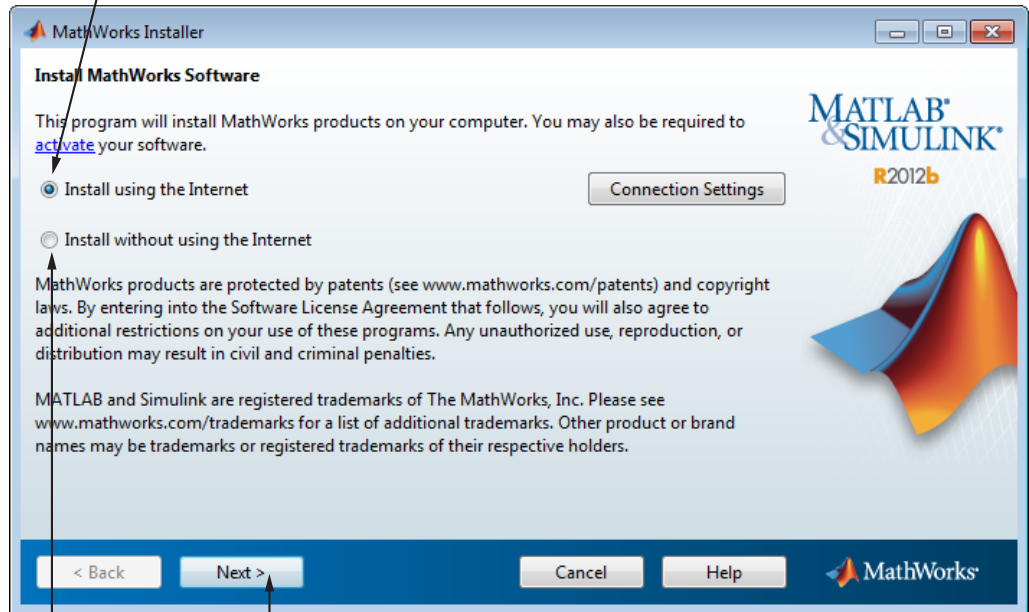 MathWorks Installer
Install MathWorks Software
This program will install MathWorks products on your computer. You may also be required to
activate your software.
Install using the Internet
Connection Settings
Install without using the Internet
MathWorks products are protected by patents (see www.mathworks.com/patents) and copyright
laws. By entering into the Software License Agreement that follows, you will also agree to
additional restrictions on your use of these programs. Any unauthorized use, reproduction, or
distribution may result in civil and criminal penalties.
MATLAB and Simulink are registered trademarks of The MathWorks, Inc. Please see
www.mathworks.com/trademarks for a list of additional trademarks. Other product or brand
names may be trademarks or registered trademarks of their respective holders.
MATLAB®
&SIMULINK®
R2012b
< Back
Next >
Cancel
Help
MathWorks®